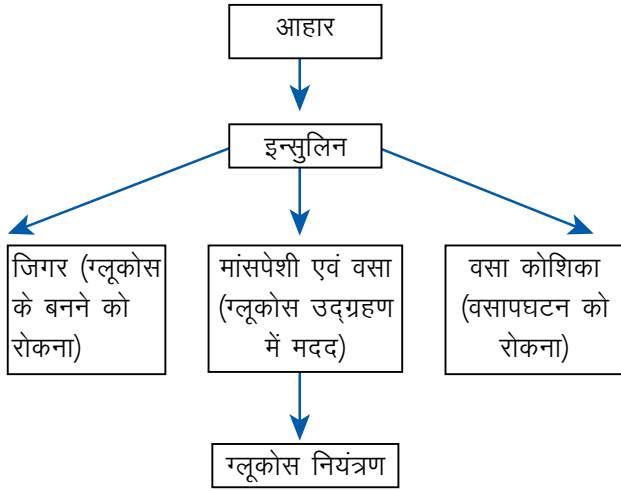 आहार
इन्सुलिन
जिगर (ग्लूकोस
के बनने को
रोकना)
मांसपेशी एवं वसा
(ग्लूकोस उद्ग्रहण
में मदद)
वसा कोशिका
(वसापघटन को
रोकना)
ग्लूकोस नियंत्रण